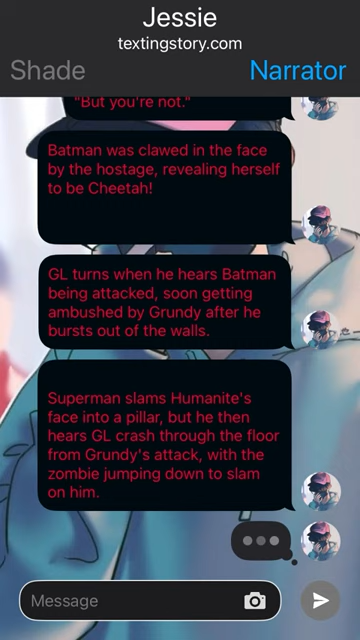 Jessie
textingstory.com
Shade
Narrator
"But you're not."
Batman was clawed in the face
by the hostage, revealing herself
to be Cheetah!
GL turns when he hears Batman
being attacked, soon getting
ambushed by Grundy after he
bursts out of the walls.
Superman slams Humanite's
face into a pillar, but he then
hears GL crash through the floor
from Grundy's attack, with the
zombie jumping down to slam
on him.
Message